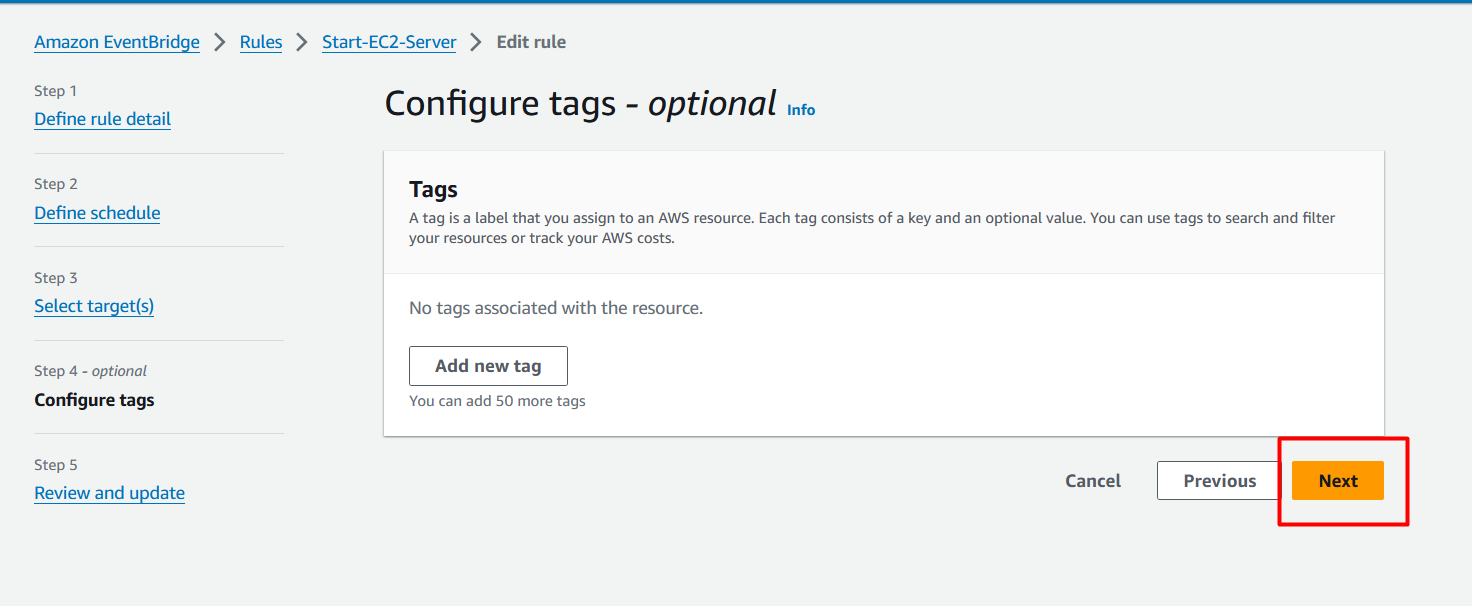 Amazon EventBridge > Rules > Start-EC2-Server > Edit rule
Step 1
Define rule detail
Step 2
Define schedule
Step 3
Select target(s)
Step 4 - optional
Configure tags
Step 5
Review and update
Configure tags - optional Info
Tags
A tag is a label that you assign to an AWS resource. Each tag consists of a key and an optional value. You can use tags to search and filter
your resources or track your AWS costs.
No tags associated with the resource.
Add new tag
You can add 50 more tags
Cancel Previous Next